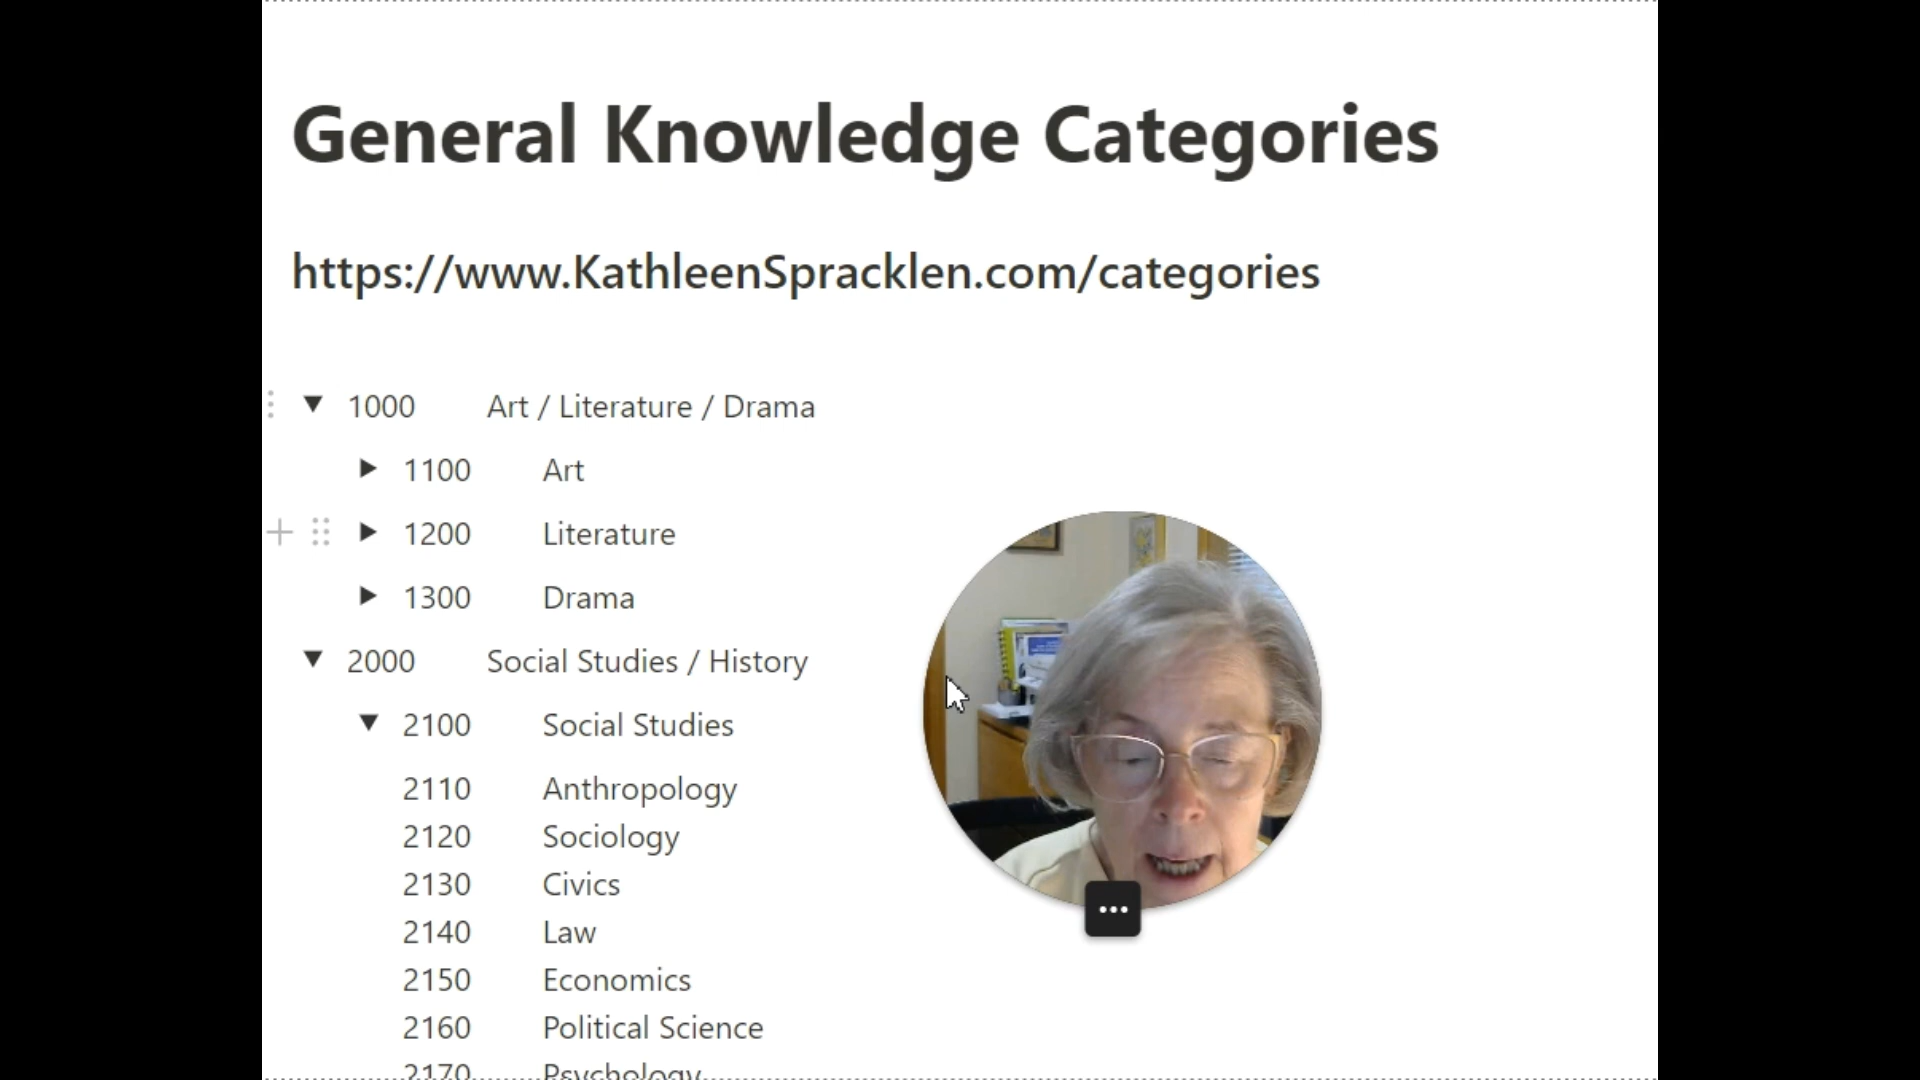 General Knowledge Categories
https://www.KathleenSpracklen.com/categories
1000 Art / Literature / Drama
1100 Art
1200 Literature
1300 Drama
2000 Social Studies / History
2100 Social Studies
2110 Anthropology
2120 Sociology
2130 Civics
2140 Law
2150 Economics
2160 Political Science
2170 Psychology